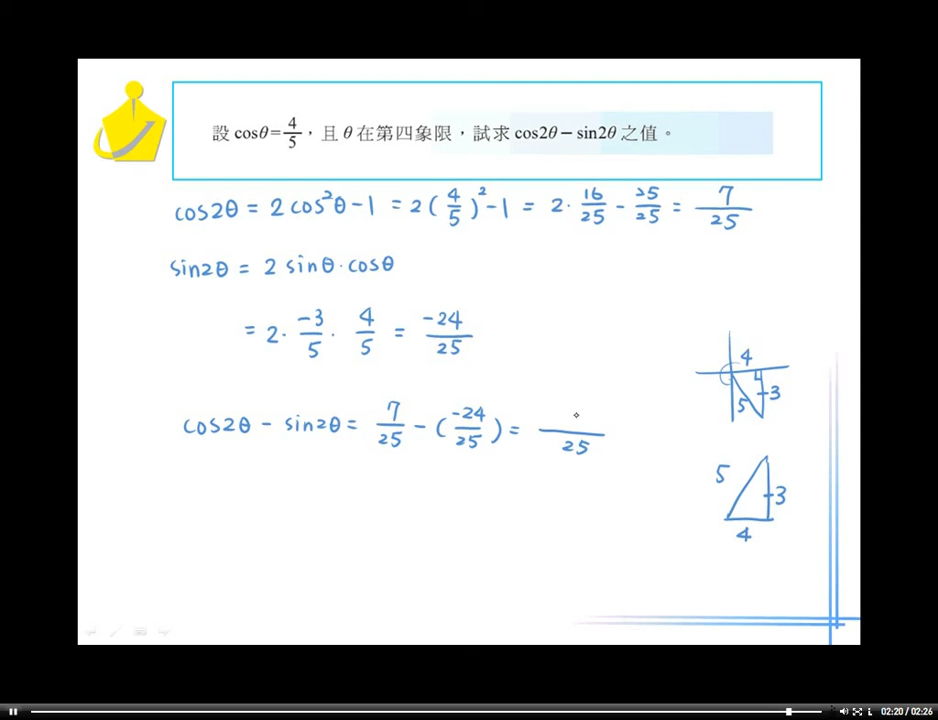 設 cosθ=4/5，且 θ 在第四象限，試求 cos2θ－sin2θ 之值。
cos2θ = 2 cos²θ - 1 = 2(4/5)² - 1 = 2 · 16/25 - 25/25 = 7/25
sin2θ = 2 sinθ · cosθ
= 2 · -3/5 · 4/5 = -24/25
4
5
-3
cos2θ - sin2θ = 7/25 - (-24/25) = /25
5
-3
4
02:20 / 02:26